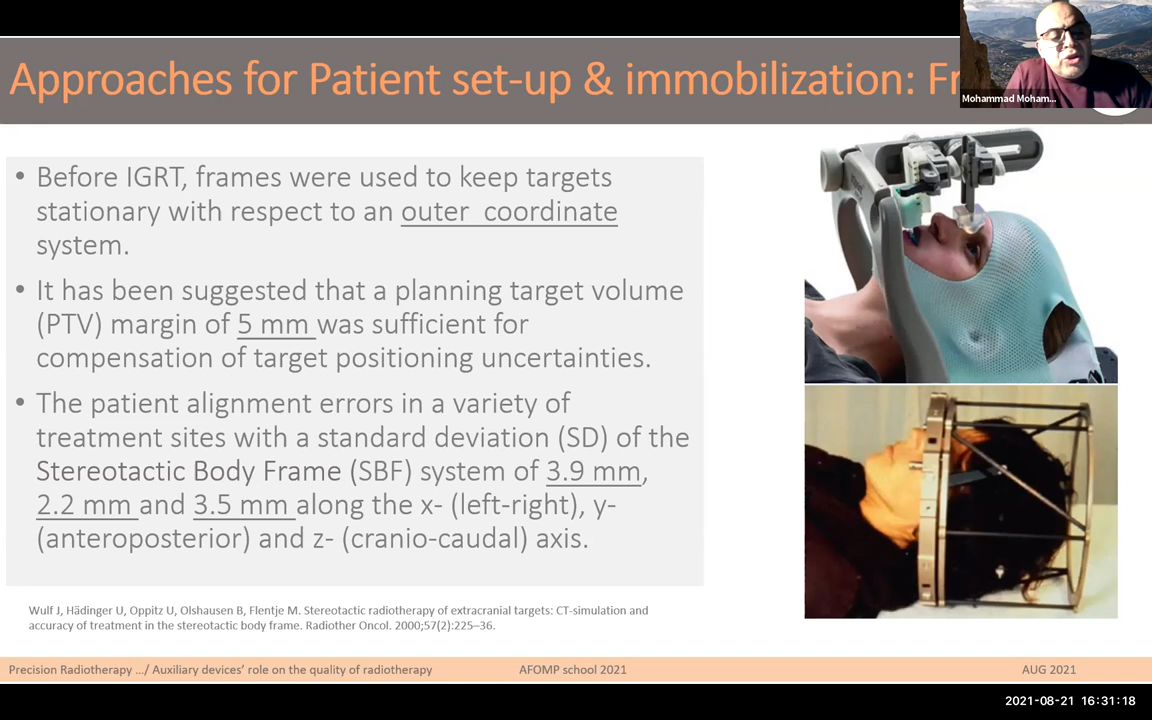 Approaches for Patient set-up & immobilization: Fr
Mohammad Moham...
• Before IGRT, frames were used to keep targets
stationary with respect to an outer coordinate
system.
• It has been suggested that a planning target volume
(PTV) margin of 5 mm was sufficient for
compensation of target positioning uncertainties.
• The patient alignment errors in a variety of
treatment sites with a standard deviation (SD) of the
Stereotactic Body Frame (SBF) system of 3.9 mm,
2.2 mm and 3.5 mm along the x- (left-right), y-
(anteroposterior) and z- (cranio-caudal) axis.
Wulf J, Hädinger U, Oppitz U, Olshausen B, Flentje M. Stereotactic radiotherapy of extracranial targets: CT-simulation and
accuracy of treatment in the stereotactic body frame. Radiother Oncol. 2000;57(2):225–36.
Precision Radiotherapy .../ Auxiliary devices' role on the quality of radiotherapy
AFOMP school 2021
AUG 2021
2021-08-21 16:31:18